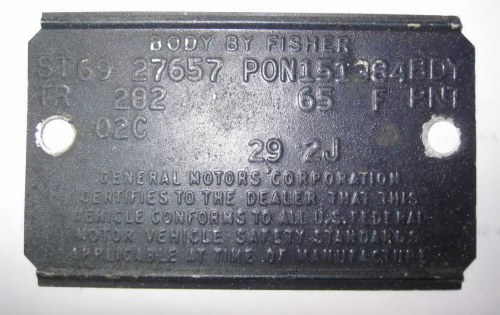 BODY BY FISHER
ST69 27657 PON151384BDY
TR 282 65 F PNT
02C
29 2J
GENERAL MOTORS CORPORATION
CERTIFIES TO THE DEALER THAT THIS
VEHICLE CONFORMS TO ALL U.S. FEDERAL
MOTOR VEHICLE SAFETY STANDARDS
APPLICABLE AT TIME OF MANUFACTURE